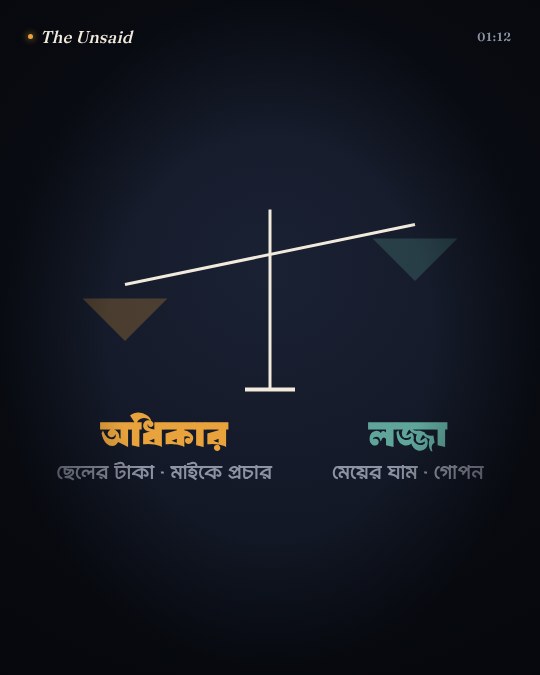 The Unsaid
01:12
অধিকার
লজ্জা
ছেলের টাকা · মাইকে প্রচার
মেয়ের ঘাম · গোপন